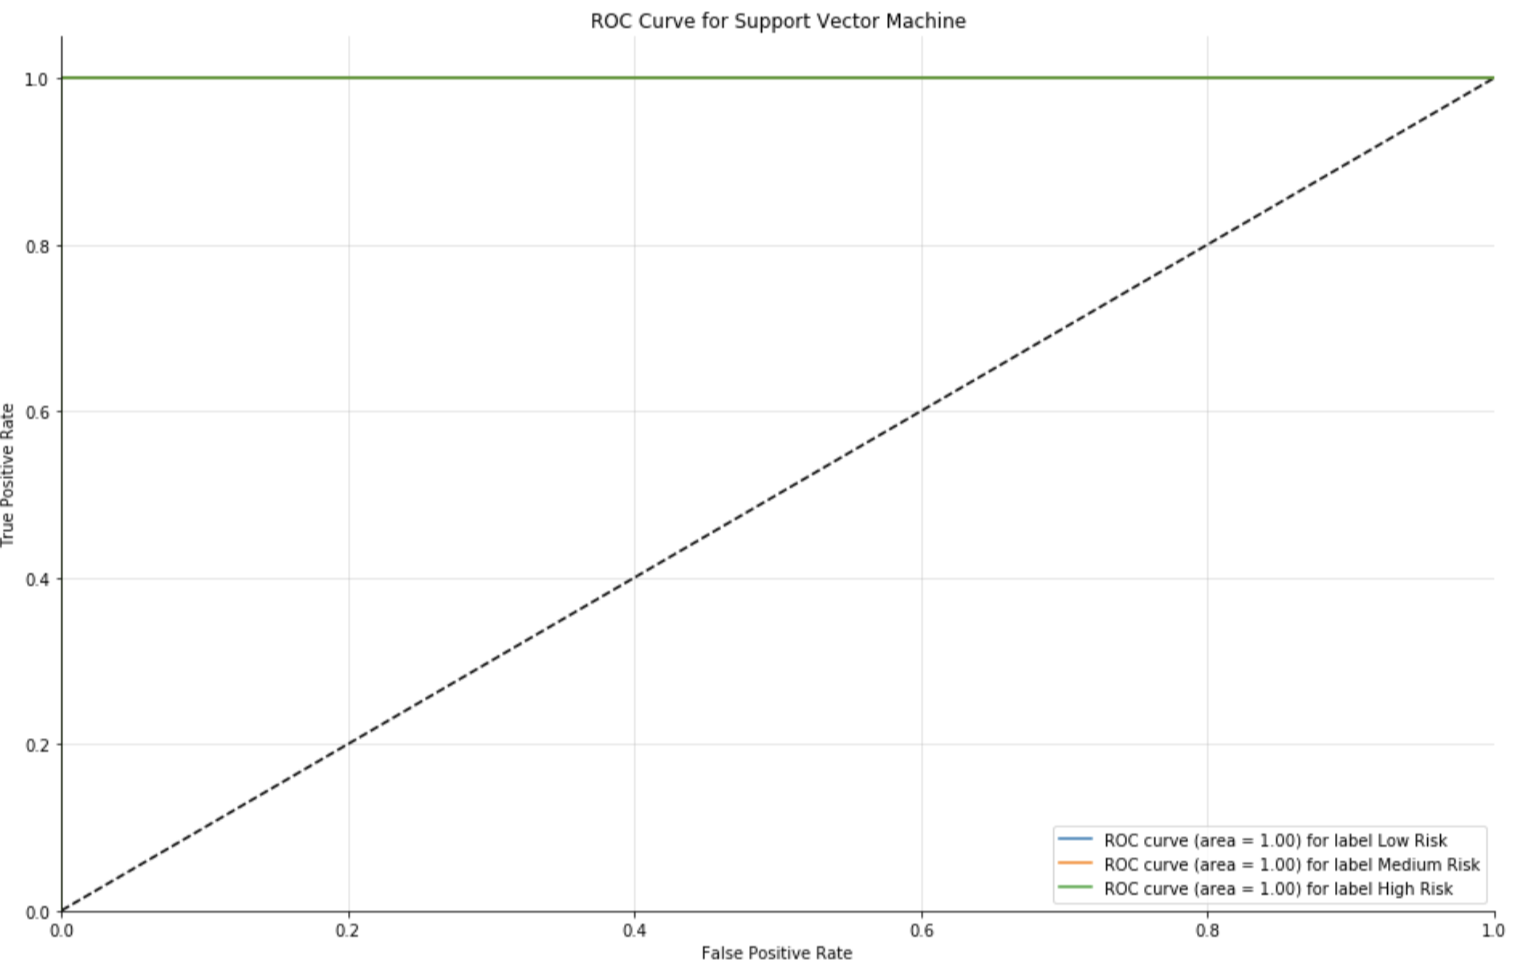 ROC Curve for Support Vector Machine
1.0
0.8
0.6
0.4
0.2
0.0
True Positive Rate
0.0 0.2 0.4 0.6 0.8 1.0
False Positive Rate
ROC curve (area = 1.00) for label Low Risk
ROC curve (area = 1.00) for label Medium Risk
ROC curve (area = 1.00) for label High Risk